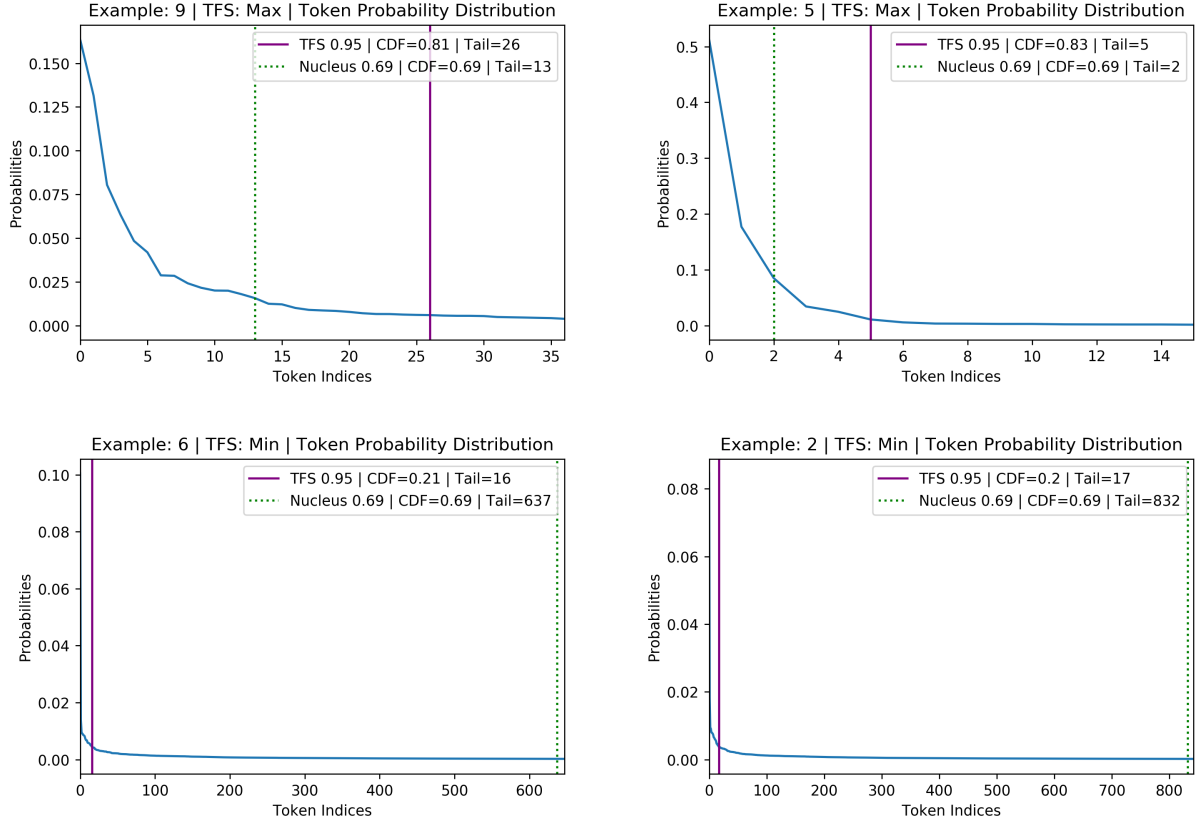 Example: 9 | TFS: Max | Token Probability Distribution
TFS 0.95 | CDF=0.81 | Tail=26
Nucleus 0.69 | CDF=0.69 | Tail=13
0.150
0.125
0.100
0.075
0.050
0.025
0.000
Probabilities
0 5 10 15 20 25 30 35
Token Indices
Example: 5 | TFS: Max | Token Probability Distribution
TFS 0.95 | CDF=0.83 | Tail=5
Nucleus 0.69 | CDF=0.69 | Tail=2
0.5
0.4
0.3
0.2
0.1
0.0
Probabilities
0 2 4 6 8 10 12 14
Token Indices
Example: 6 | TFS: Min | Token Probability Distribution
TFS 0.95 | CDF=0.21 | Tail=16
Nucleus 0.69 | CDF=0.69 | Tail=637
0.10
0.08
0.06
0.04
0.02
0.00
Probabilities
0 100 200 300 400 500 600
Token Indices
Example: 2 | TFS: Min | Token Probability Distribution
TFS 0.95 | CDF=0.2 | Tail=17
Nucleus 0.69 | CDF=0.69 | Tail=832
0.08
0.06
0.04
0.02
0.00
Probabilities
0 100 200 300 400 500 600 700 800
Token Indices